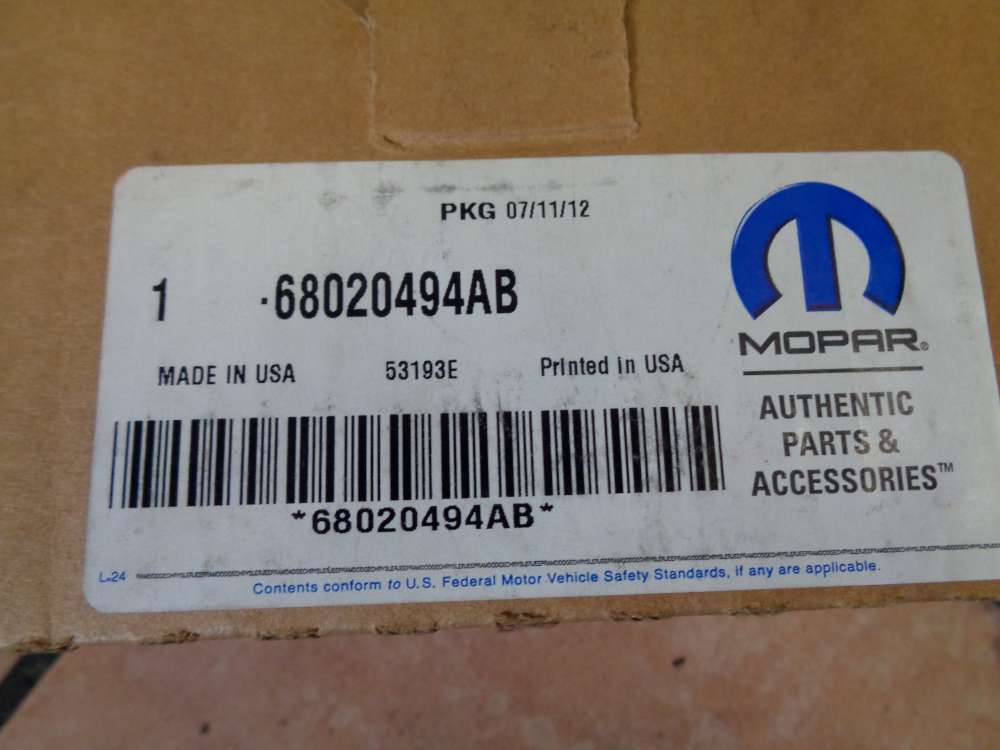 PKG 07/11/12
1 ·68020494AB
MADE IN USA 53193E Printed in USA
*68020494AB*
MOPAR®
AUTHENTIC
PARTS &
ACCESSORIES™
L-24
Contents conform to U.S. Federal Motor Vehicle Safety Standards, if any are applicable.